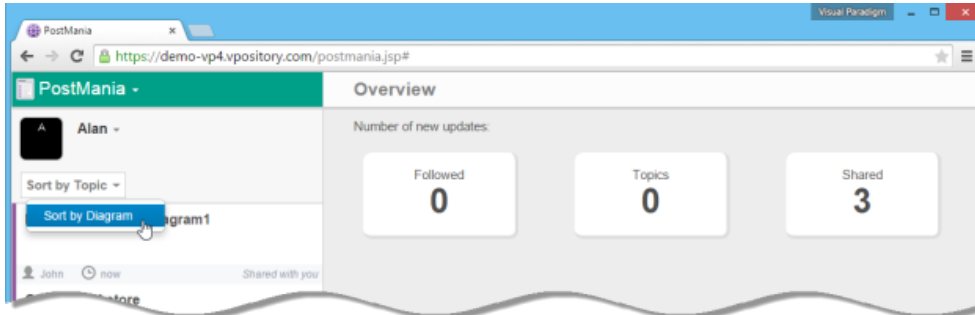 Visual Paradigm
PostMania
https://demo-vp4.vpository.com/postmania.jsp#
PostMania
Overview
A
Alan
Number of new updates:
Followed
0
Topics
0
Shared
3
Sort by Topic
Sort by Diagram
agram1
John
now
Shared with you